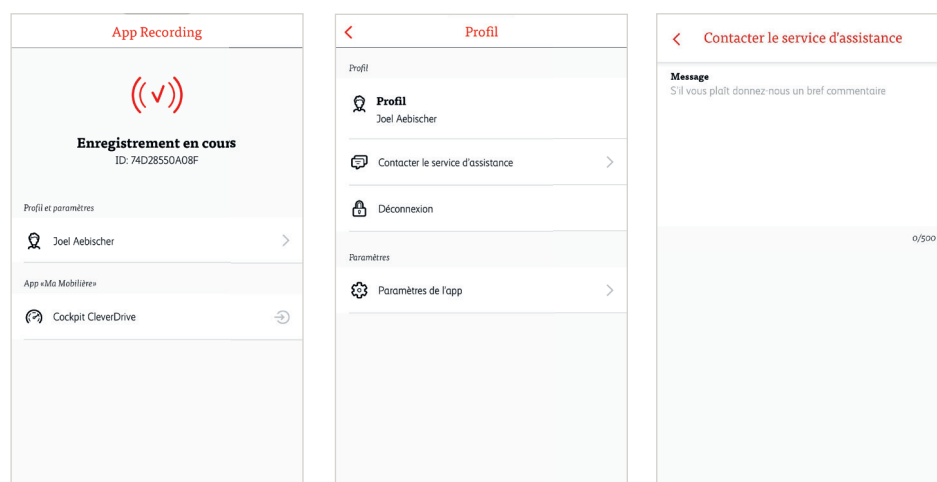 App Recording
Enregistrement en cours
ID: 74D28550A08F
Profil et paramètres
Joel Aebischer
App «Ma Mobilière»
Cockpit CleverDrive
Profil
Profil
Profil
Joel Aebischer
Contacter le service d'assistance
Déconnexion
Paramètres
Paramètres de l'app
Contacter le service d'assistance
Message
S'il vous plaît donnez-nous un bref commentaire
0/500